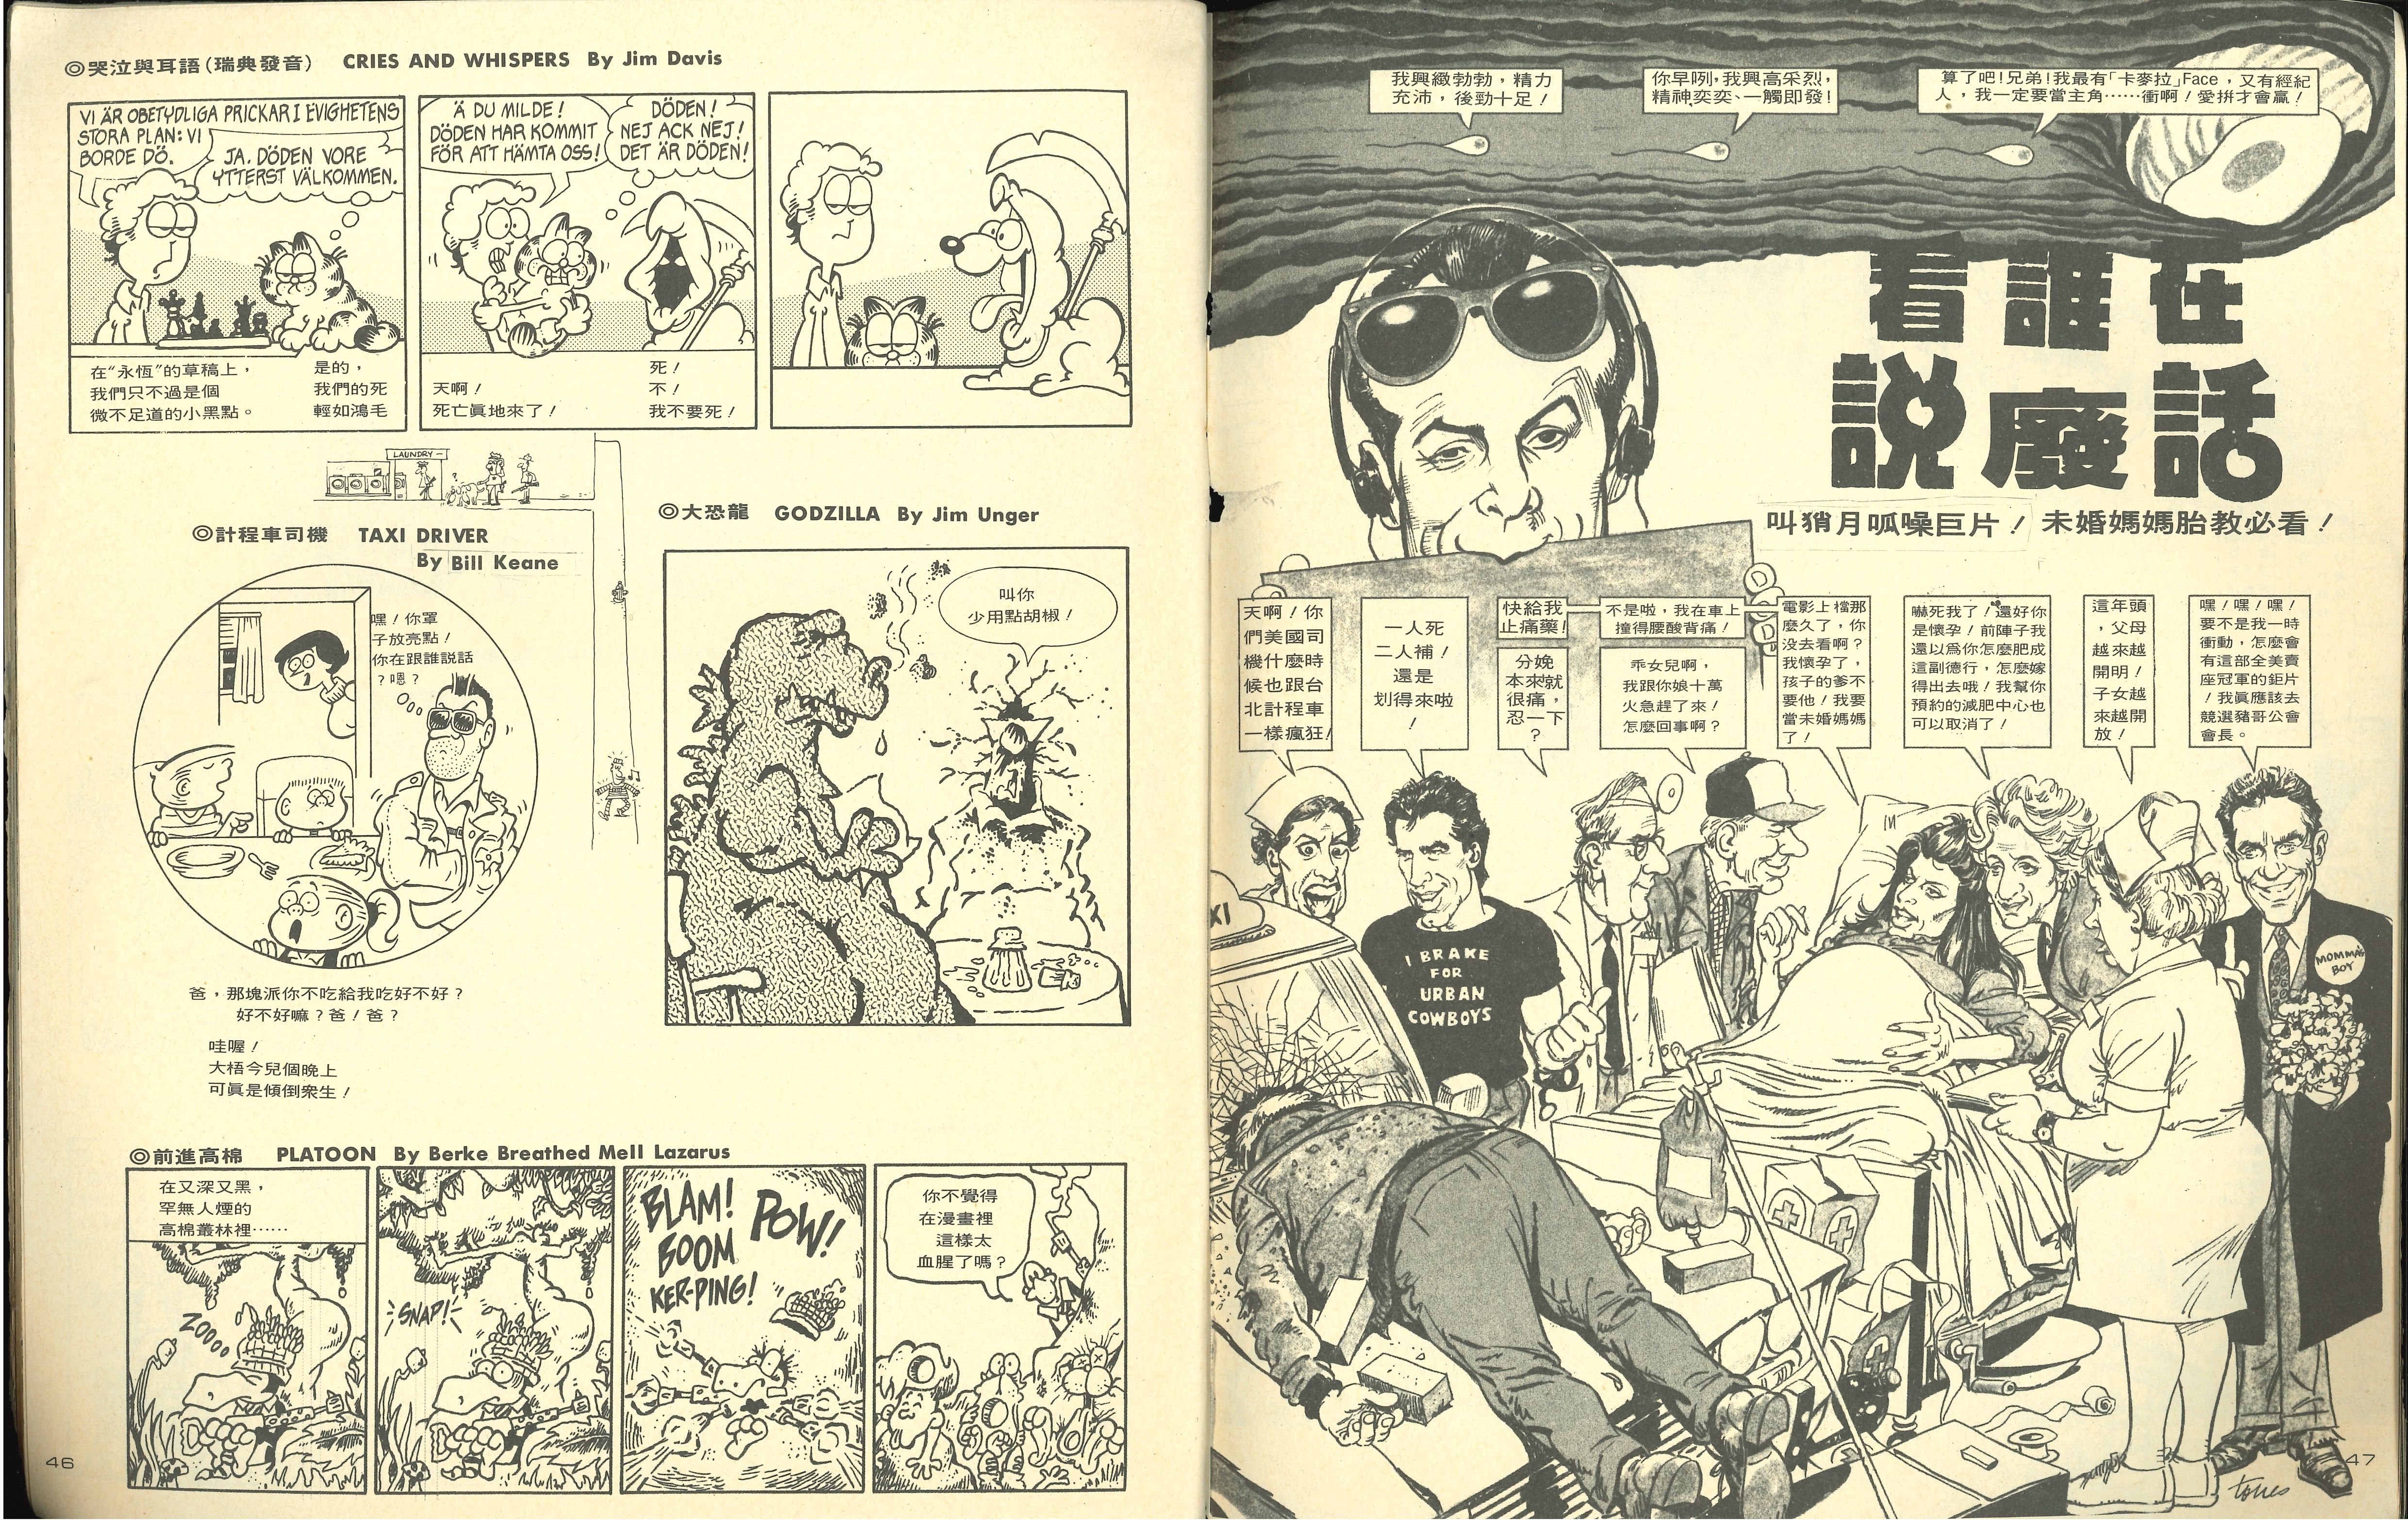 ◎哭泣與耳語(瑞典發音) CRIES AND WHISPERS By Jim Davis
VI ÄR OBETYDLIGA PRICKAR I EVIGHETENS
STORA PLAN: VI
BORDE DÖ.
JA. DÖDEN VORE
YTTERST VÄLKOMMEN.
在“永恆”的草稿上，
我們只不過是個
微不足道的小黑點。
是的，
我們的死
輕如鴻毛
Ä DU MILDE!
DÖDEN HAR KOMMIT
FÖR ATT HÄMTA OSS!
DÖDEN!
NEJ ACK NEJ!
DET ÄR DÖDEN!
天啊！
死亡眞地來了！
死！
不！
我不要死！
LAUNDRY
◎計程車司機 TAXI DRIVER
By Bill Keane
嘿！你罩
子放亮點！
你在跟誰説話
？嗯？
爸，那塊派你不吃給我吃好不好？
好不好嘛？爸！爸？
哇喔！
大梧今兒個晚上
可眞是傾倒衆生！
◎大恐龍 GODZILLA By Jim Unger
叫你
少用點胡椒！
◎前進高棉 PLATOON By Berke Breathed Mell Lazarus
在又深又黑，
罕無人煙的
高棉叢林裡……
ZOOOO
SNAP!
BLAM!
POW!
BOOM
KER-PING!
你不覺得
在漫畫裡
這樣太
血腥了嗎？
46
我興緻勃勃，精力
充沛，後勁十足！
你早咧，我興高采烈，
精神奕奕、一觸即發！
算了吧！兄弟！我最有「卡麥拉」Face，又有經紀
人，我一定要當主角……衝啊！愛拚才會贏！
看誰在
説廢話
叫猾月呱噪巨片！未婚媽媽胎教必看！
天啊！你
們美國司
機什麼時
候也跟台
北計程車
一樣瘋狂！
一人死
二人補！
還是
划得來啦
！
快給我
止痛藥！
分娩
本來就
很痛，
忍一下
？
不是啦，我在車上
撞得腰酸背痛！
乖女兒啊，
我跟你娘十萬
火急趕了來！
怎麼回事啊？
電影上檔那
麼久了，你
没去看啊？
我懷孕了，
孩子的爹不
要他！我要
當未婚媽媽
了！
嚇死我了！還好你
是懷孕！前陣子我
還以爲你怎麼肥成
這副德行，怎麼嫁
得出去哦！我幫你
預約的減肥中心也
可以取消了！
這年頭
，父母
越來越
開明！
子女越
來越開
放！
嘿！嘿！嘿！
要不是我一時
衝動，怎麼會
有這部全美賣
座冠軍的鉅片
！我眞應該去
競選豬哥公會
會長。
XI
I BRAKE
FOR
URBAN
COWBOYS
MOMMA'S
BOY
torres
47